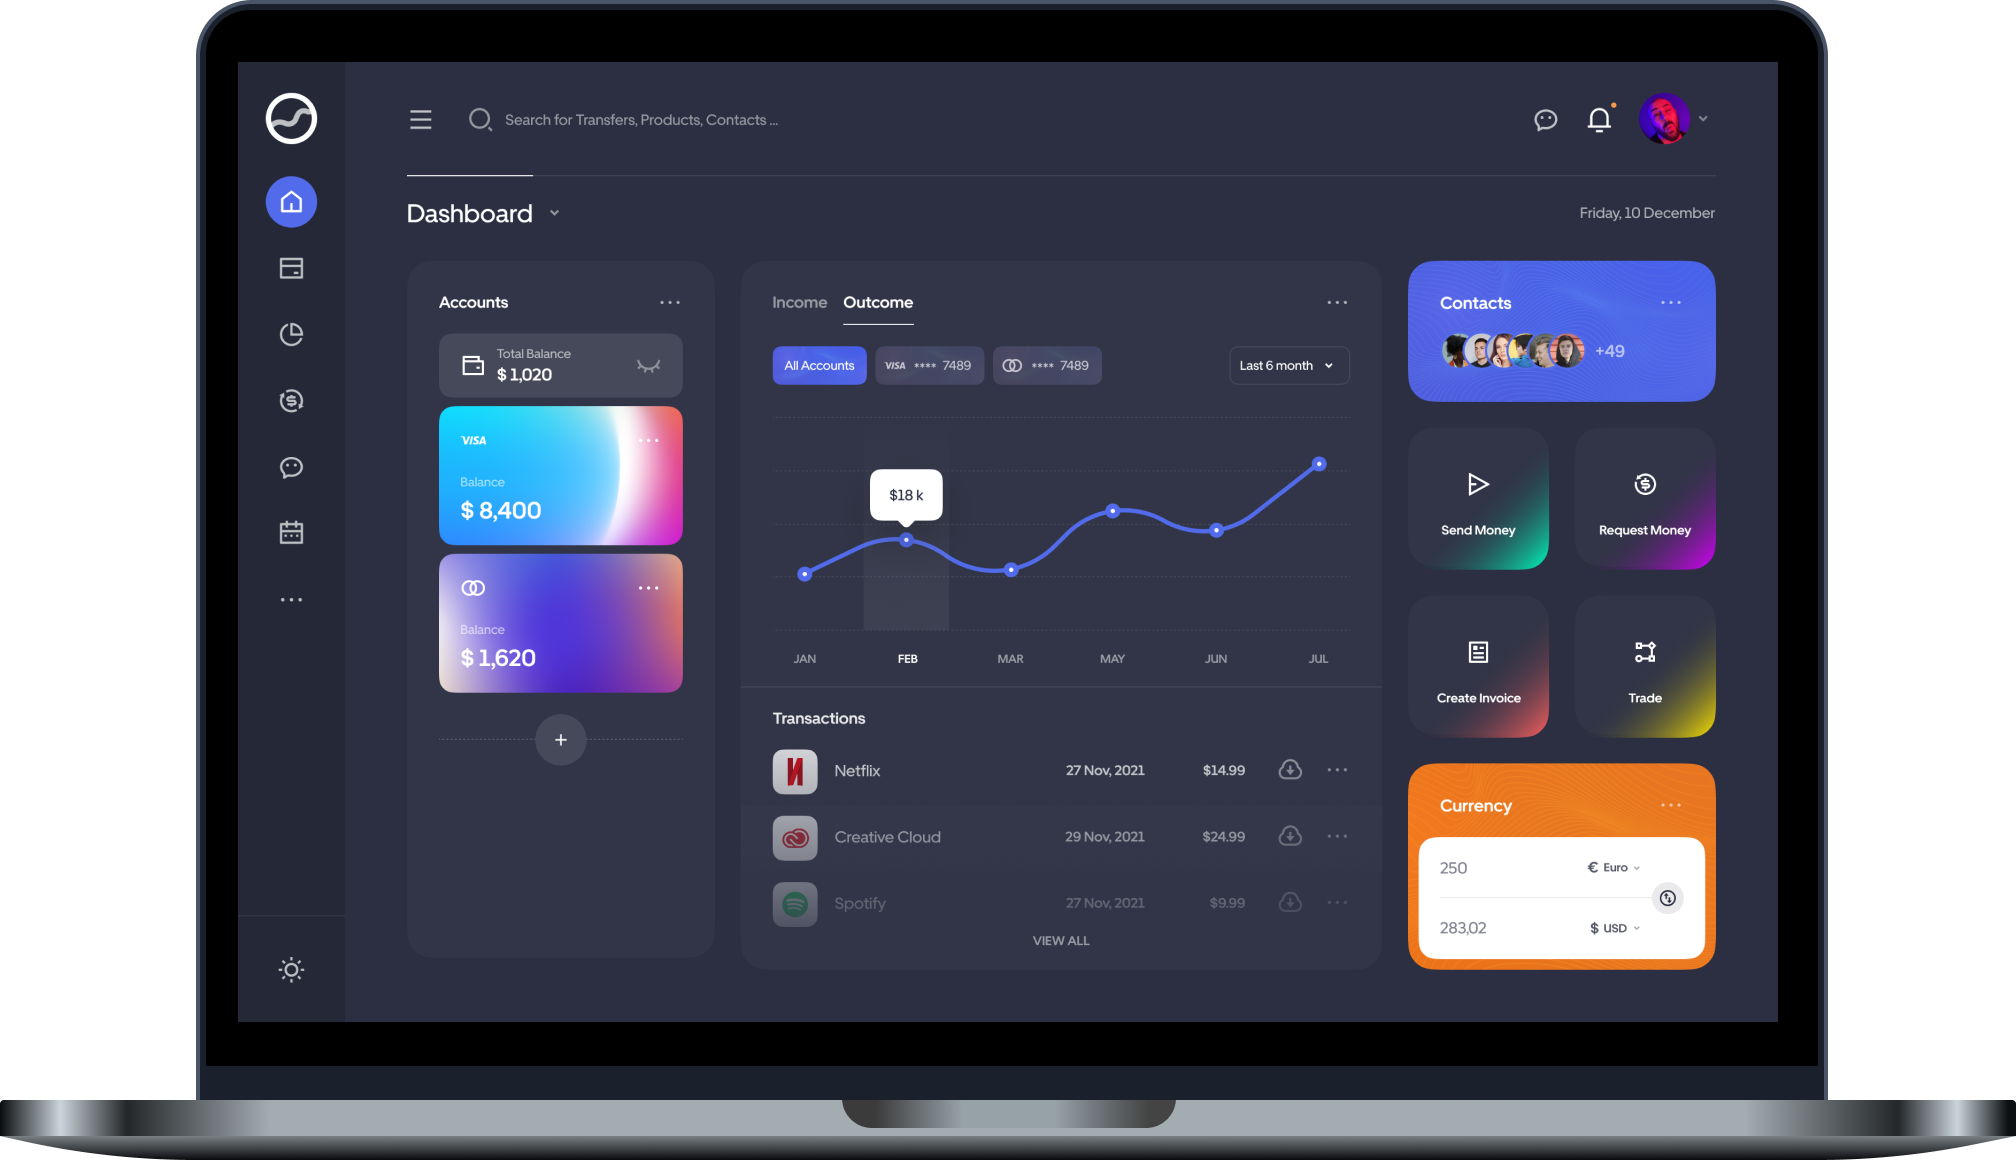 Search for Transfers, Products, Contacts ...
Dashboard
Friday, 10 December
Accounts
Total Balance
$ 1,020
VISA
Balance
$ 8,400
Balance
$ 1,620
+
Income Outcome
All Accounts
VISA **** 7489
**** 7489
Last 6 month
$18 k
JAN FEB MAR MAY JUN JUL
Transactions
Netflix 27 Nov, 2021 $14.99
Creative Cloud 29 Nov, 2021 $24.99
Spotify 27 Nov, 2021 $9.99
VIEW ALL
Contacts
+49
Send Money
Request Money
Create Invoice
Trade
Currency
250 € Euro
283,02 $ USD